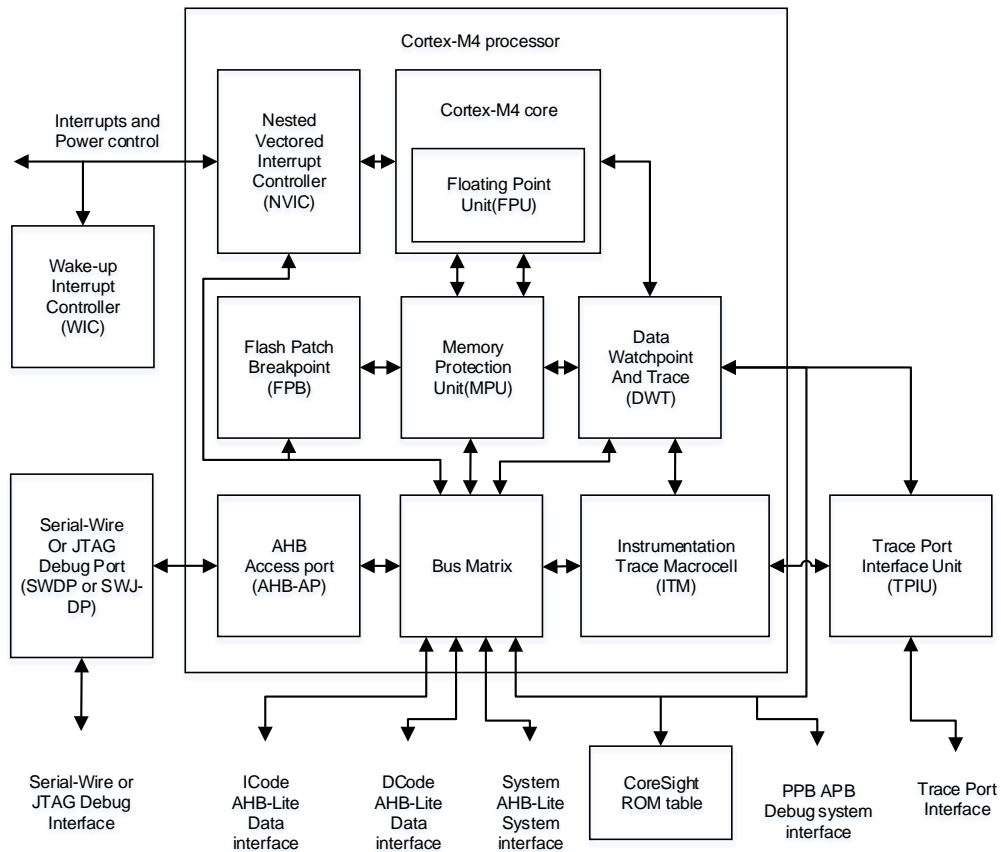 Cortex-M4 processor
Interrupts and
Power control
Nested
Vectored
Interrupt
Controller
(NVIC)
Cortex-M4 core
Floating Point
Unit(FPU)
Wake-up
Interrupt
Controller
(WIC)
Flash Patch
Breakpoint
(FPB)
Memory
Protection
Unit(MPU)
Data
Watchpoint
And Trace
(DWT)
Serial-Wire
Or JTAG
Debug Port
(SWDP or SWJ-
DP)
AHB
Access port
(AHB-AP)
Bus Matrix
Instrumentation
Trace Macrocell
(ITM)
Trace Port
Interface Unit
(TPIU)
Serial-Wire or
JTAG Debug
Interface
ICode
AHB-Lite
Data
interface
DCode
AHB-Lite
Data
interface
System
AHB-Lite
System
interface
CoreSight
ROM table
PPB APB
Debug system
interface
Trace Port
Interface